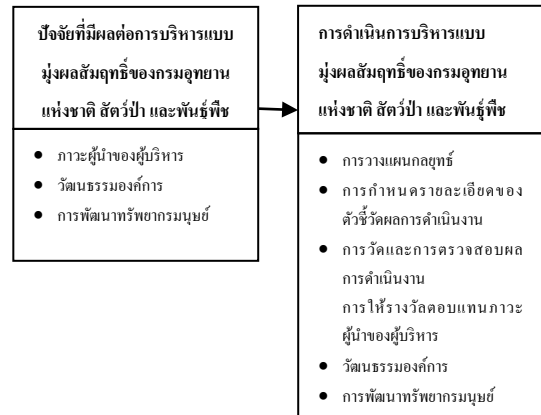 ปัจจัยที่มีผลต่อการบริหารแบบ
มุ่งผลสัมฤทธิ์ของกรมอุทยาน
แห่งชาติ สัตว์ป่า และพันธุ์พืช
● ภาวะผู้นำของผู้บริหาร
● วัฒนธรรมองค์การ
● การพัฒนาทรัพยากรมนุษย์
การดำเนินการบริหารแบบ
มุ่งผลสัมฤทธิ์ของกรมอุทยาน
แห่งชาติ สัตว์ป่า และพันธุ์พืช
● การวางแผนกลยุทธ์
● การกำหนดรายละเอียดของ
ตัวชี้วัดผลการดำเนินงาน
● การวัดและการตรวจสอบผล
การดำเนินงาน
การให้รางวัลตอบแทนภาวะ
ผู้นำของผู้บริหาร
● วัฒนธรรมองค์การ
● การพัฒนาทรัพยากรมนุษย์